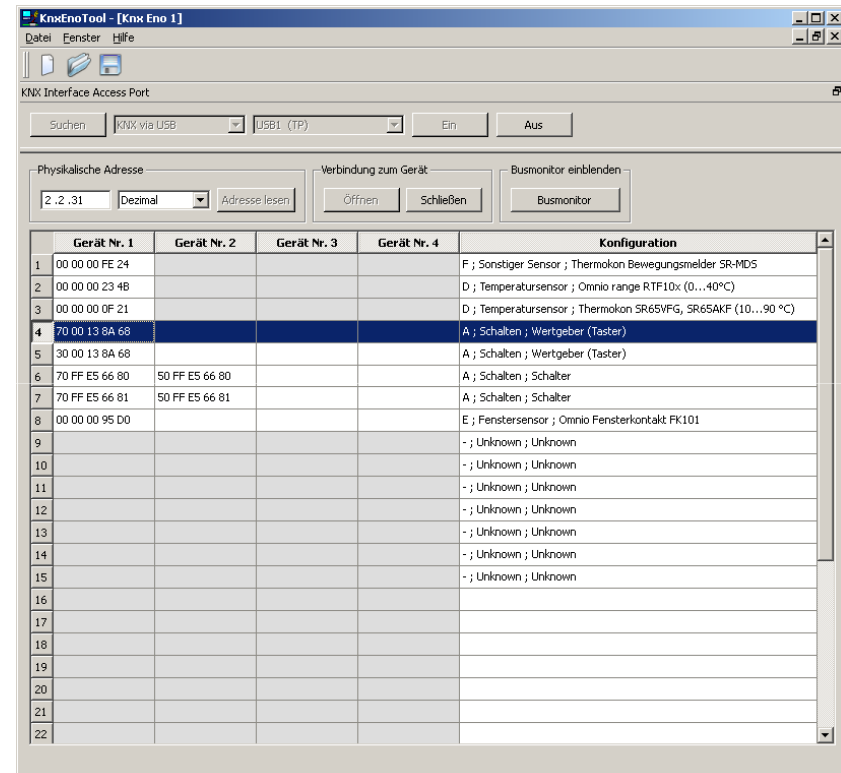 KnxEnoTool - [Knx Eno 1]
Datei Fenster Hilfe
KNX Interface Access Port
Suchen KNX via USB USB1 (TP) Ein Aus
Physikalische Adresse Verbindung zum Gerät Busmonitor einblenden
2 .2 .31 Dezimal Adresse lesen Öffnen Schließen Busmonitor
Gerät Nr. 1 Gerät Nr. 2 Gerät Nr. 3 Gerät Nr. 4 Konfiguration
1 00 00 00 FE 24 F ; Sonstiger Sensor ; Thermokon Bewegungsmelder SR-MDS
2 00 00 00 23 4B D ; Temperatursensor ; Omnio range RTF10x (0...40°C)
3 00 00 00 0F 21 D ; Temperatursensor ; Thermokon SR65VFG, SR65AKF (10...90 °C)
4 70 00 13 8A 68 A ; Schalten ; Wertgeber (Taster)
5 30 00 13 8A 68 A ; Schalten ; Wertgeber (Taster)
6 70 FF E5 66 80 50 FF E5 66 80 A ; Schalten ; Schalter
7 70 FF E5 66 81 50 FF E5 66 81 A ; Schalten ; Schalter
8 00 00 00 95 D0 E ; Fenstersensor ; Omnio Fensterkontakt FK101
9 - ; Unknown ; Unknown
10 - ; Unknown ; Unknown
11 - ; Unknown ; Unknown
12 - ; Unknown ; Unknown
13 - ; Unknown ; Unknown
14 - ; Unknown ; Unknown
15 - ; Unknown ; Unknown
16
17
18
19
20
21
22